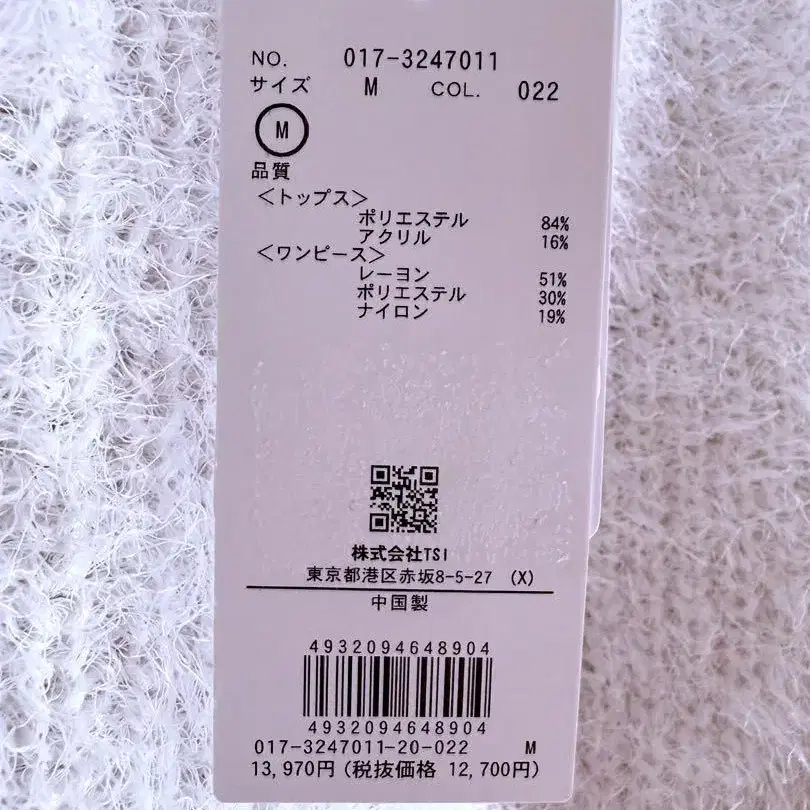 NO. 017-3247011
サイズ M COL. 022
M
品質
<トップス>
ポリエステル 84%
アクリル 16%
<ワンピース>
レーヨン 51%
ポリエステル 30%
ナイロン 19%
株式会社TSI
東京都港区赤坂8-5-27 (X)
中国製
4932094648904
4932094648904
017-3247011-20-022 M
13,970円(税抜価格 12,700円)